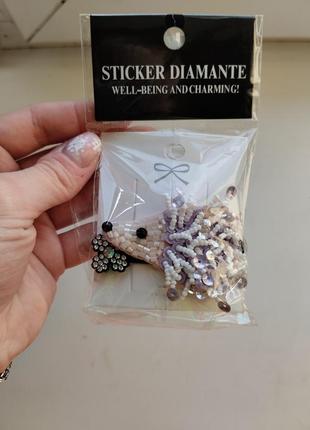 STICKER DIAMANTE
WELL-BEING AND CHARMING!